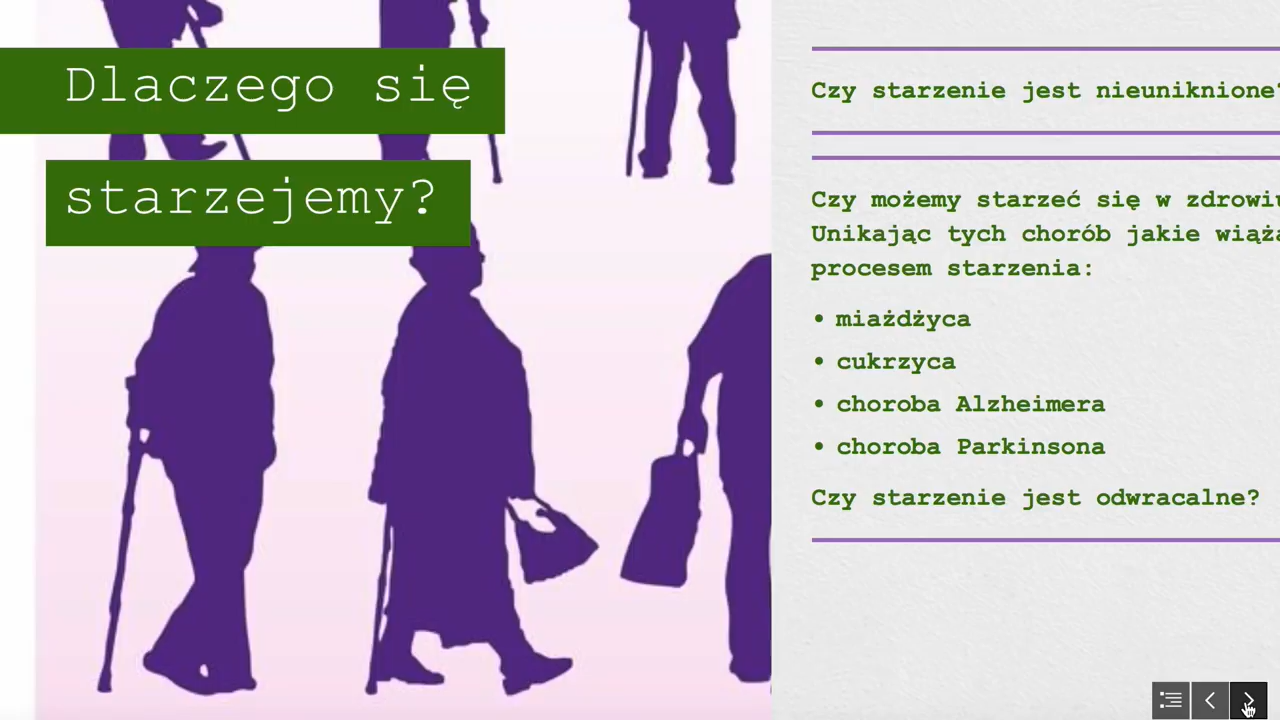 Dlaczego się
starzejemy?
Czy starzenie jest nieuniknione?
Czy możemy starzeć się w
Unikając tych chorób jakie
procesem starzenia:
• miażdżyca
• cukrzyca
• choroba Alzheimera
• choroba Parkinsona
Czy starzenie jest odwracalne?